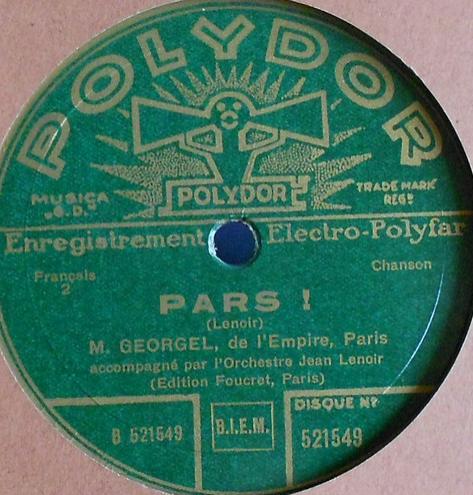 POLYDOR
POLYDOR
MUSICA
"G.D."
TRADE MARK
REGD
Enregistrement Electro-Polyfar
Français
2
Chanson
PARS !
(Lenoir)
M. GEORGEL, de l'Empire, Paris
accompagné par l'Orchestre Jean Lenoir
(Edition Foucret, Paris)
B 521549
B.I.E.M.
DISQUE No
521549